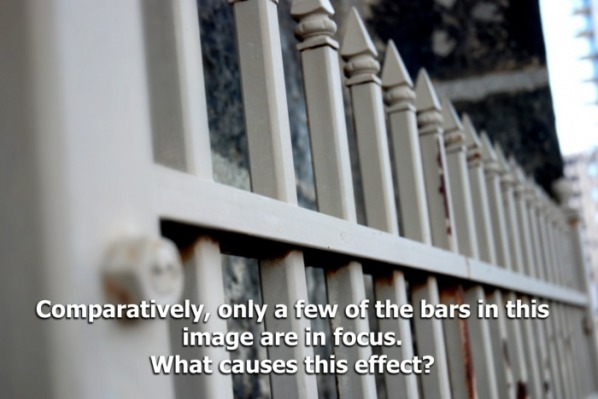 Comparatively, only a few of the bars in this
image are in focus.
What causes this effect?